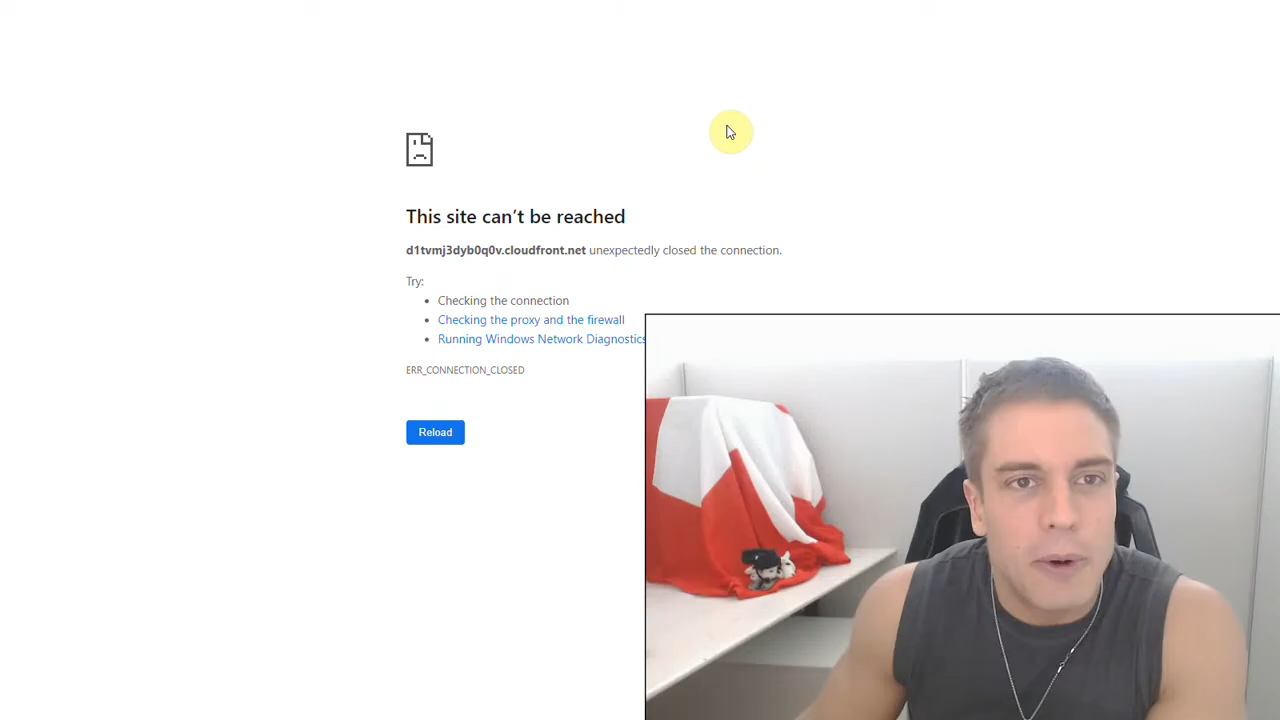 This site can’t be reached
d1tvmj3dyb0q0v.cloudfront.net unexpectedly closed the connection.
Try:
Checking the connection
Checking the proxy and the firewall
Running Windows Network Diagnostics
ERR_CONNECTION_CLOSED
Reload